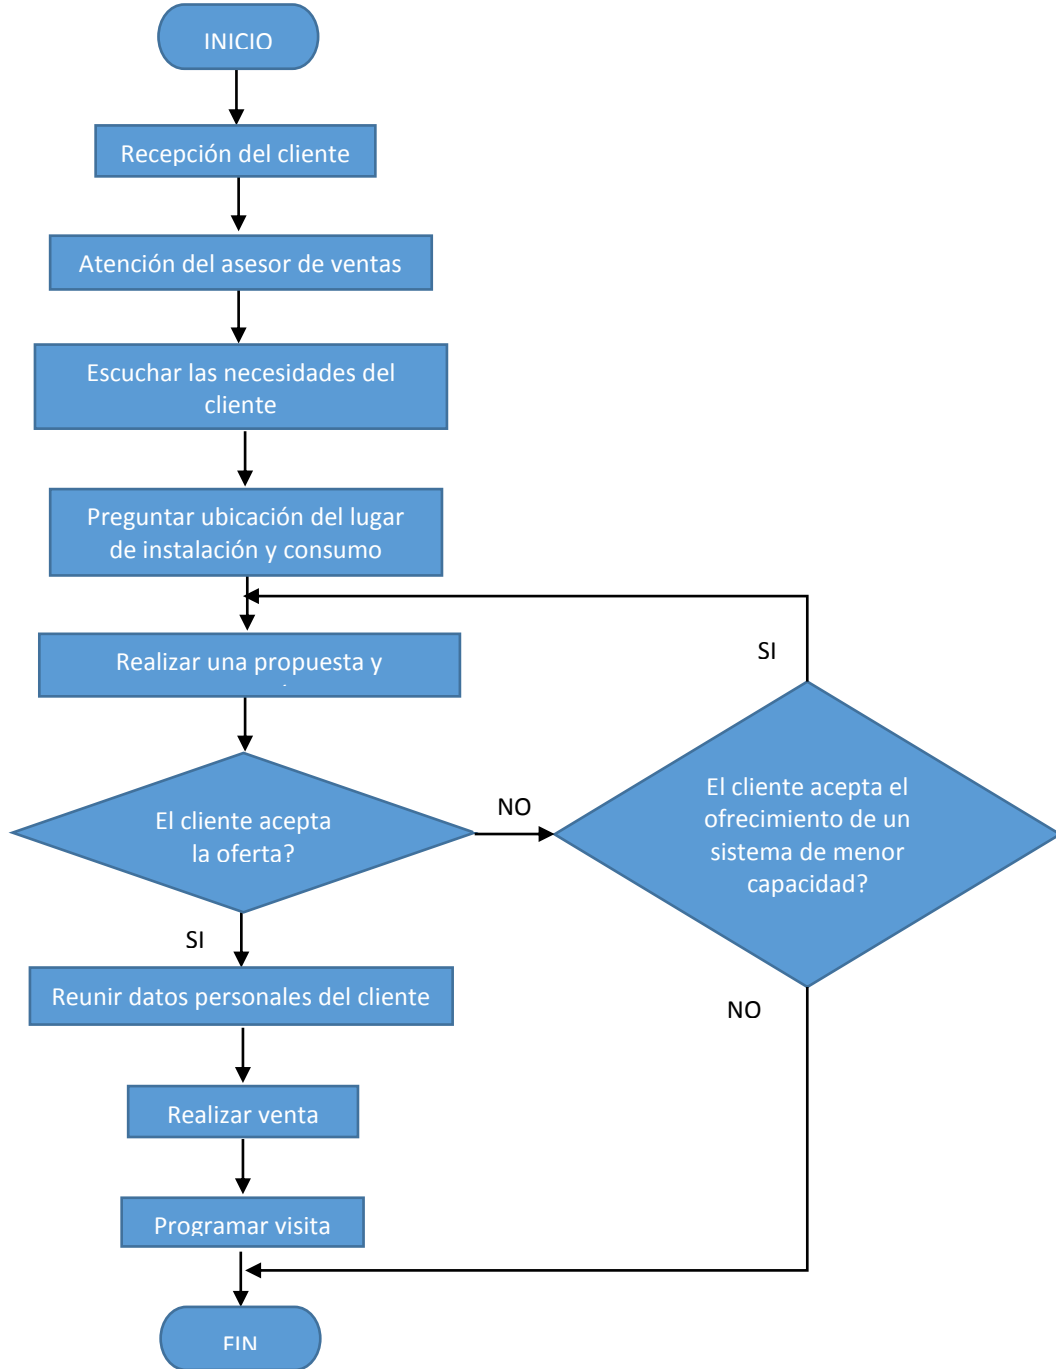 INICIO
Recepción del cliente
Atención del asesor de ventas
Escuchar las necesidades del
cliente
Preguntar ubicación del lugar
de instalación y consumo
Realizar una propuesta y
SI
El cliente acepta
la oferta?
NO
El cliente acepta el
ofrecimiento de un
sistema de menor
capacidad?
SI
Reunir datos personales del cliente
NO
Realizar venta
Programar visita
FIN